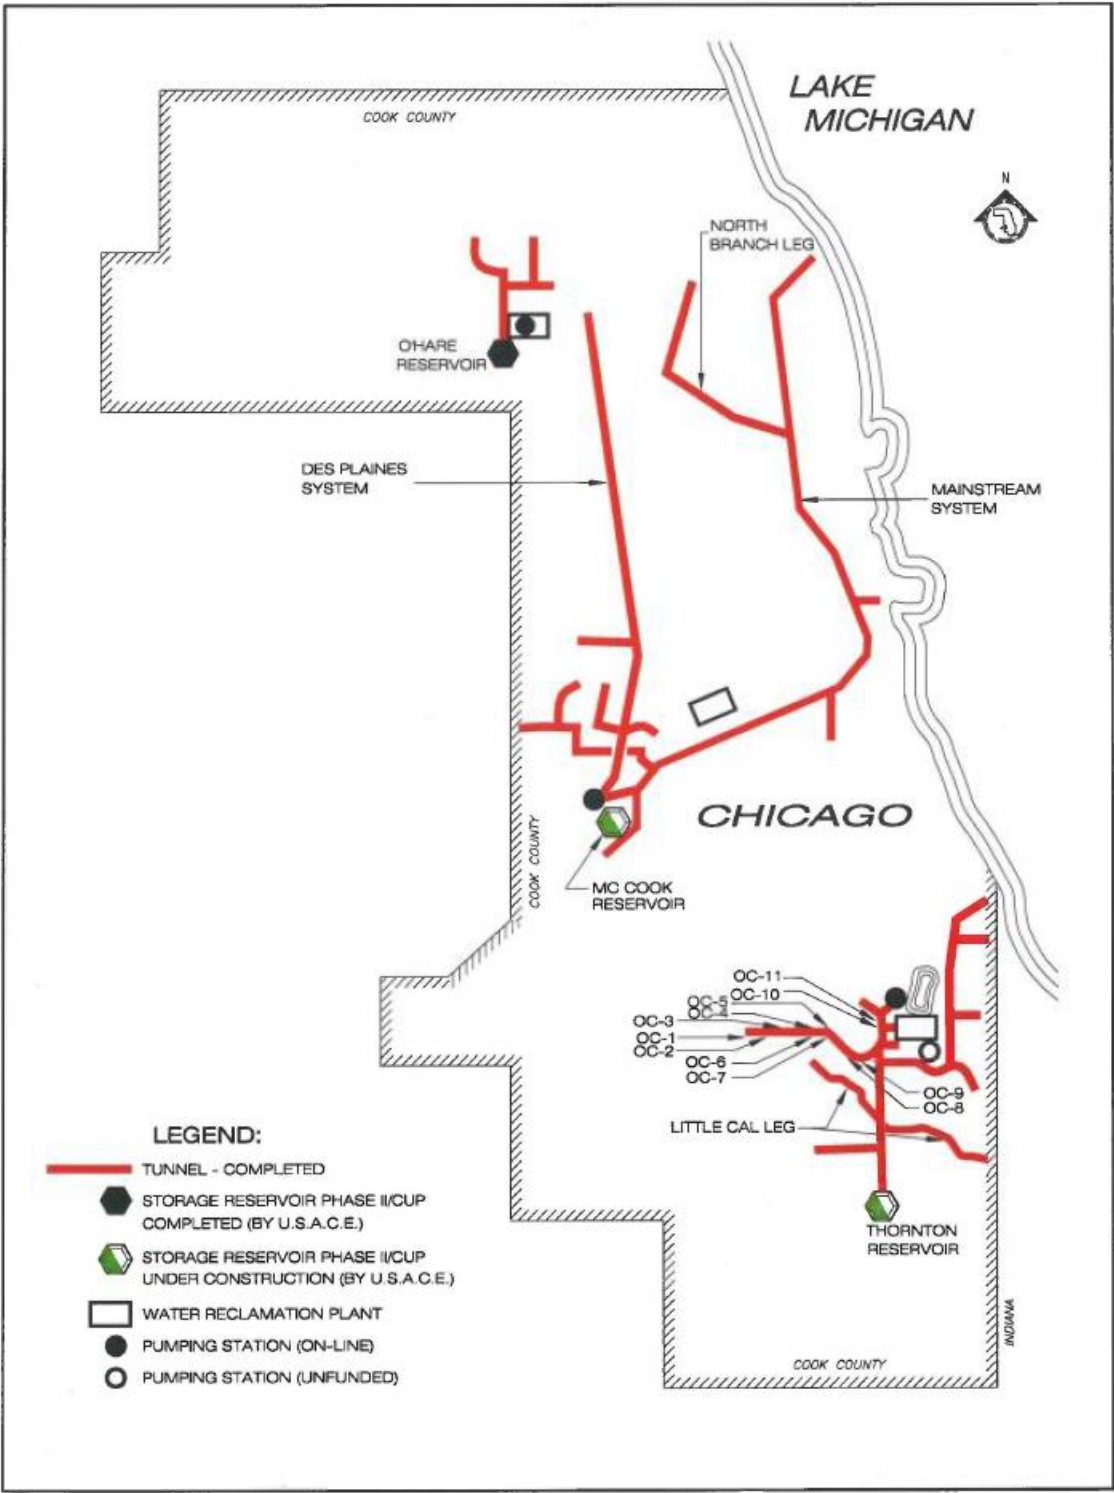 LAKE
MICHIGAN
COOK COUNTY
N
NORTH
BRANCH LEG
O'HARE
RESERVOIR
DES PLAINES
SYSTEM
MAINSTREAM
SYSTEM
CHICAGO
COOK COUNTY
MC COOK
RESERVOIR
OC-11
OC-10
OC-5
OC-4
OC-3
OC-1
OC-2
OC-6
OC-7
OC-9
OC-8
LITTLE CAL LEG
THORNTON
RESERVOIR
INDIANA
COOK COUNTY
LEGEND:
TUNNEL - COMPLETED
STORAGE RESERVOIR PHASE II/CUP
COMPLETED (BY U.S.A.C.E.)
STORAGE RESERVOIR PHASE II/CUP
UNDER CONSTRUCTION (BY U.S.A.C.E.)
WATER RECLAMATION PLANT
PUMPING STATION (ON-LINE)
PUMPING STATION (UNFUNDED)